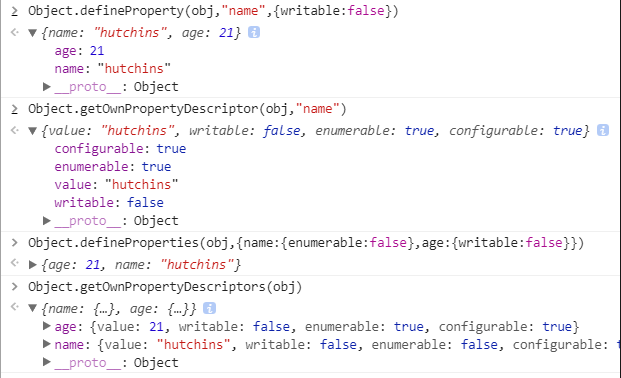 Object.defineProperty(obj,"name",{writable:false})
{name: "hutchins", age: 21}
age: 21
name: "hutchins"
__proto__: Object
Object.getOwnPropertyDescriptor(obj,"name")
{value: "hutchins", writable: false, enumerable: true, configurable: true}
configurable: true
enumerable: true
value: "hutchins"
writable: false
__proto__: Object
Object.defineProperties(obj,{name:{enumerable:false},age:{writable:false}})
{age: 21, name: "hutchins"}
Object.getOwnPropertyDescriptors(obj)
{name: {…}, age: {…}}
age: {value: 21, writable: false, enumerable: true, configurable: true}
name: {value: "hutchins", writable: false, enumerable: false, configurable: t
__proto__: Object